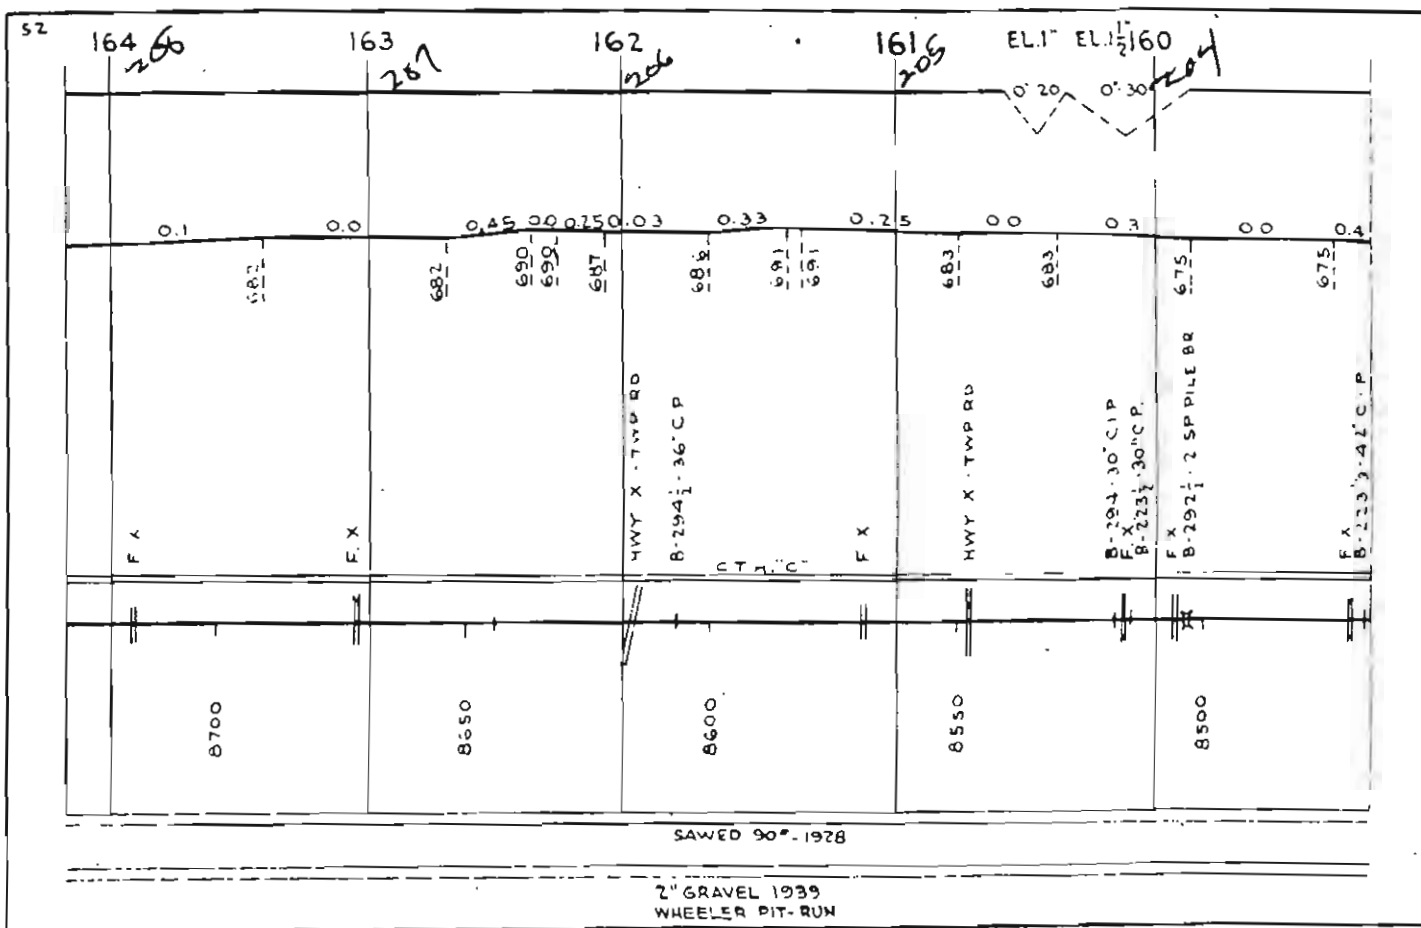 52
164 163 162 161 EL.1" EL.1½" 160
207 206 205 204
0°20 0°30
0.1 0.0 0.45 0.0 0.25 0.03 0.33 0.25 0.0 0.3 0.0 0.4
682 682 690 690 687 686 691 691 683 683 675 675
F X
F. X
HWY X - TWP RD
B-294½-36" C P
F X
HWY X - TWP RD
B-294-30" C I P
F. X
B-223½-30" C P.
F X
B-292½-2 SP PILE BR
F X
C T H. "C"
8700 8650 8600 8550 8500
SAWED 90#-1928
2" GRAVEL 1939
WHEELER PIT-RUN